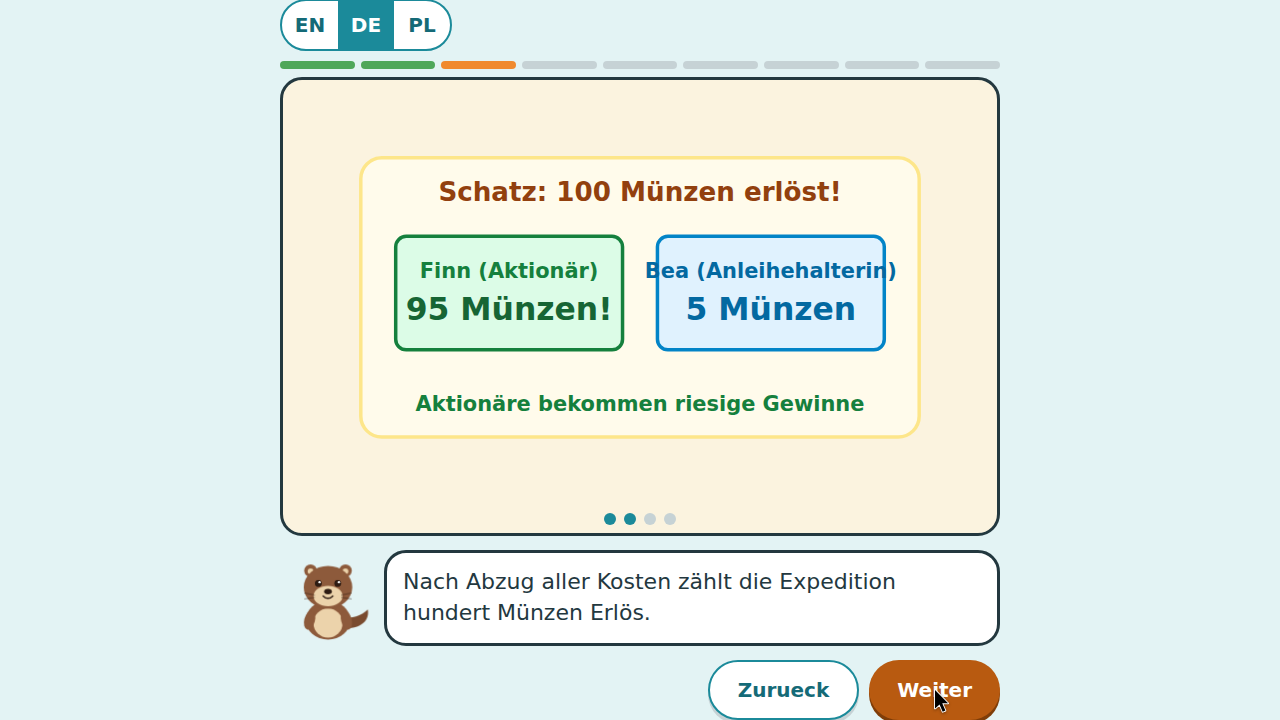 EN DE PL
Schatz: 100 Münzen erlöst!
Finn (Aktionär)
95 Münzen!
Bea (Anleihehalterin)
5 Münzen
Aktionäre bekommen riesige Gewinne
Nach Abzug aller Kosten zählt die Expedition
hundert Münzen Erlös.
Zurueck
Weiter